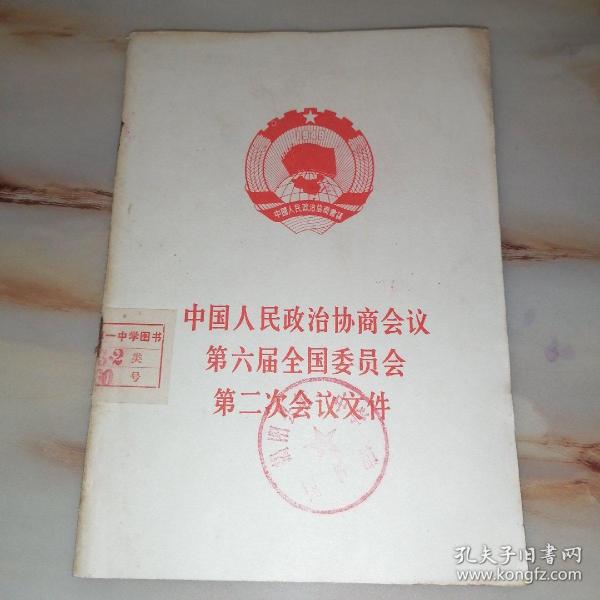 1949
中国人民政治协商会议
中国人民政治协商会议
第六届全国委员会
第二次会议文件
一中学图书
类
号
孔夫子旧书网
www.kongfz.com